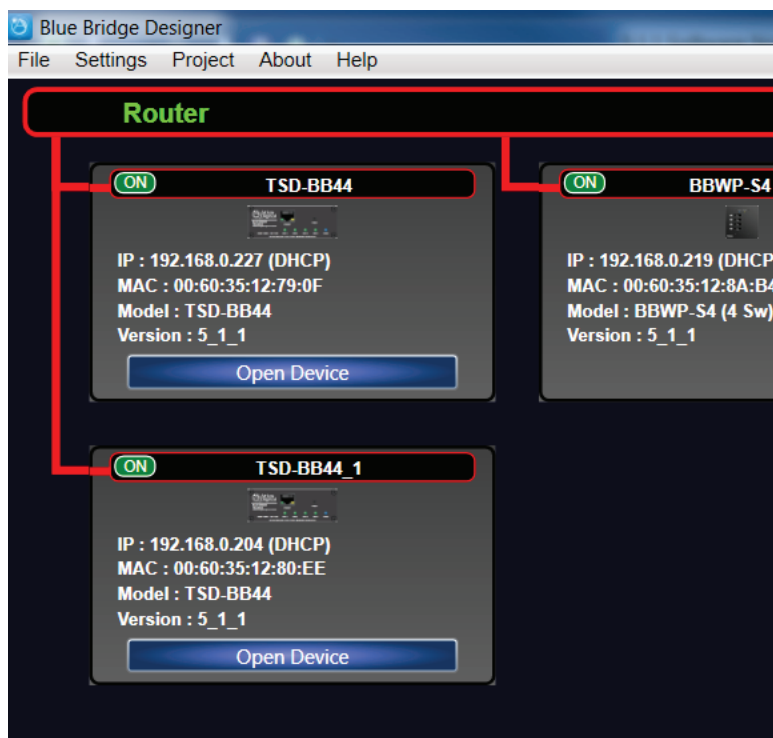 Blue Bridge Designer
File Settings Project About Help
Router
ON TSD-BB44
IP : 192.168.0.227 (DHCP)
MAC : 00:60:35:12:79:0F
Model : TSD-BB44
Version : 5_1_1
Open Device
ON BBWP-S4
IP : 192.168.0.219 (DHCP
MAC : 00:60:35:12:8A:B4
Model : BBWP-S4 (4 Sw)
Version : 5_1_1
ON TSD-BB44_1
IP : 192.168.0.204 (DHCP)
MAC : 00:60:35:12:80:EE
Model : TSD-BB44
Version : 5_1_1
Open Device